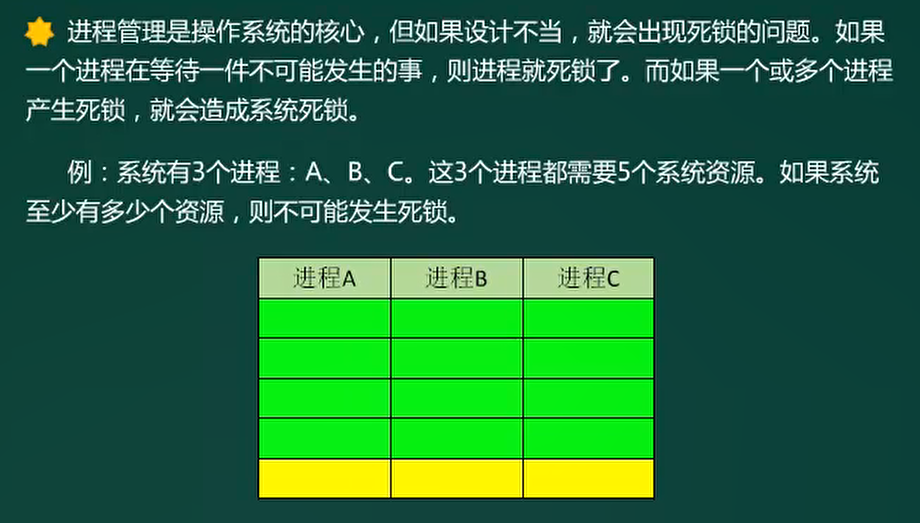 进程管理是操作系统的核心，但如果设计不当，就会出现死锁的问题。如果
一个进程在等待一件不可能发生的事，则进程就死锁了。而如果一个或多个进程
产生死锁，就会造成系统死锁。
例：系统有3个进程：A、B、C。这3个进程都需要5个系统资源。如果系统
至少有多少个资源，则不可能发生死锁。
进程A 进程B 进程C